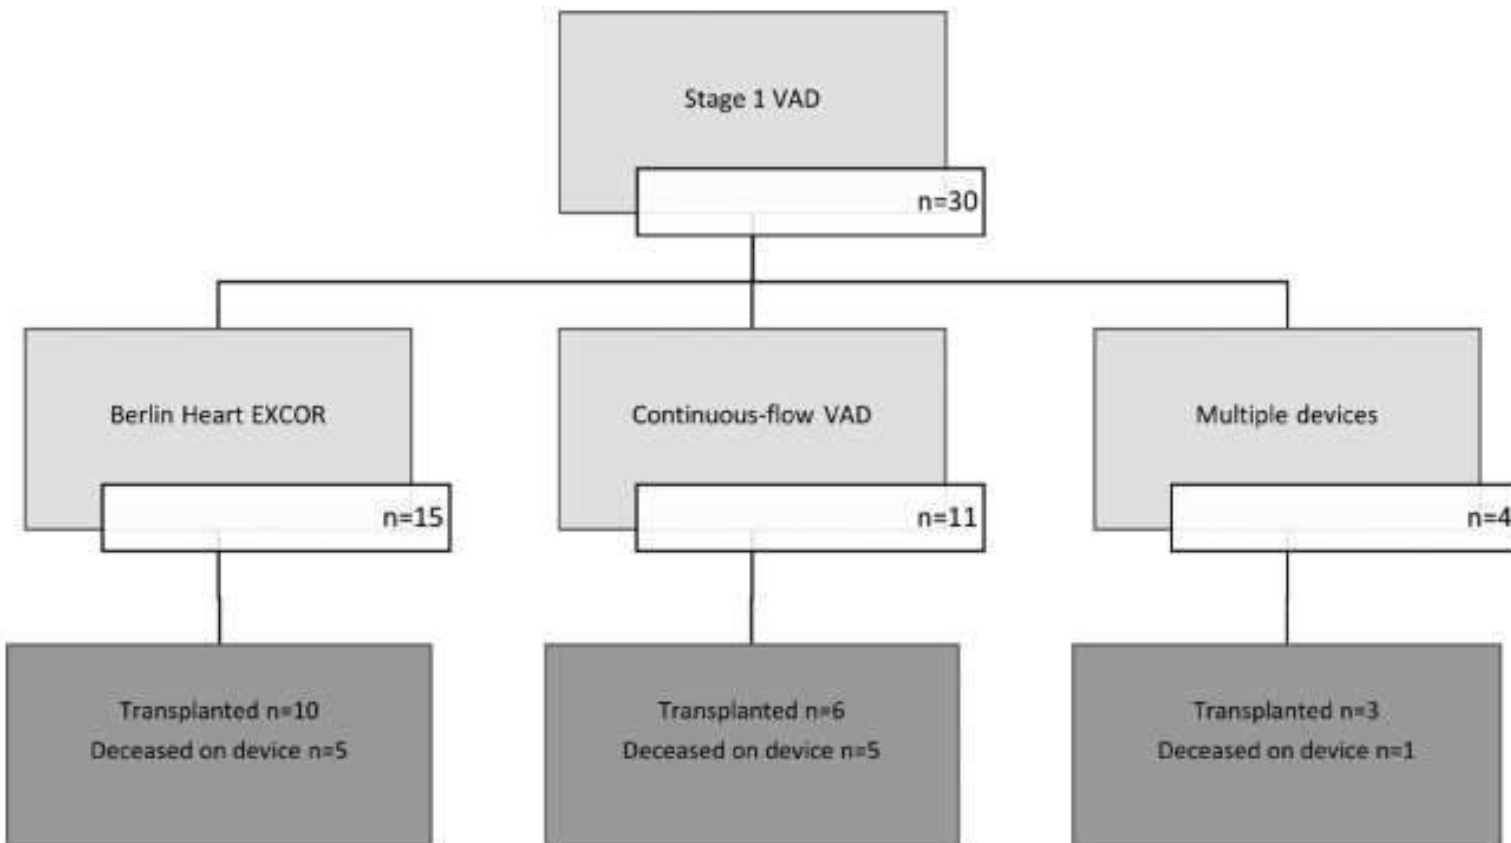 Stage 1 VAD
n=30
Berlin Heart EXCOR
n=15
Continuous-flow VAD
n=11
Multiple devices
n=4
Transplanted n=10
Deceased on device n=5
Transplanted n=6
Deceased on device n=5
Transplanted n=3
Deceased on device n=1